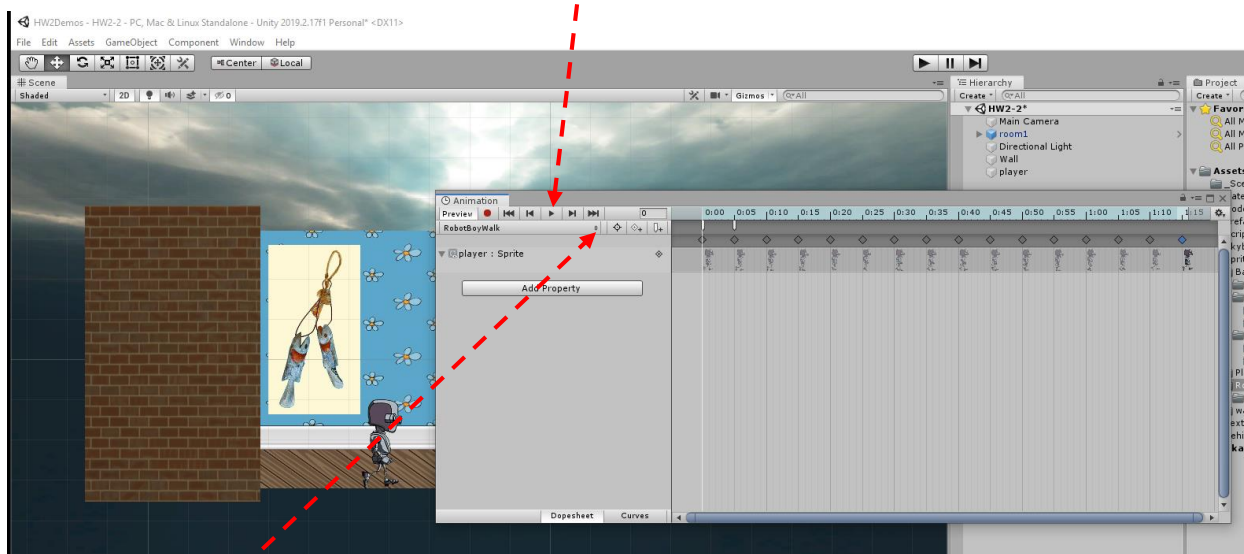 HW2Demos - HW2-2 - PC, Mac & Linux Standalone - Unity 2019.2.17f1 Personal* <DX11>
File Edit Assets GameObject Component Window Help
Center Local
Scene Hierarchy Project
Shaded 2D 0 Gizmos All Create All Create
HW2-2* Favor
Main Camera All M
room1 All M
Directional Light All P
Wall
player Assets
Animation
Preview 0 0:00 0:05 0:10 0:15 0:20 0:25 0:30 0:35 0:40 0:45 0:50 0:55 1:00 1:05 1:10 1:15
RobotBoyWalk
player : Sprite
Add Property
Dopesheet Curves